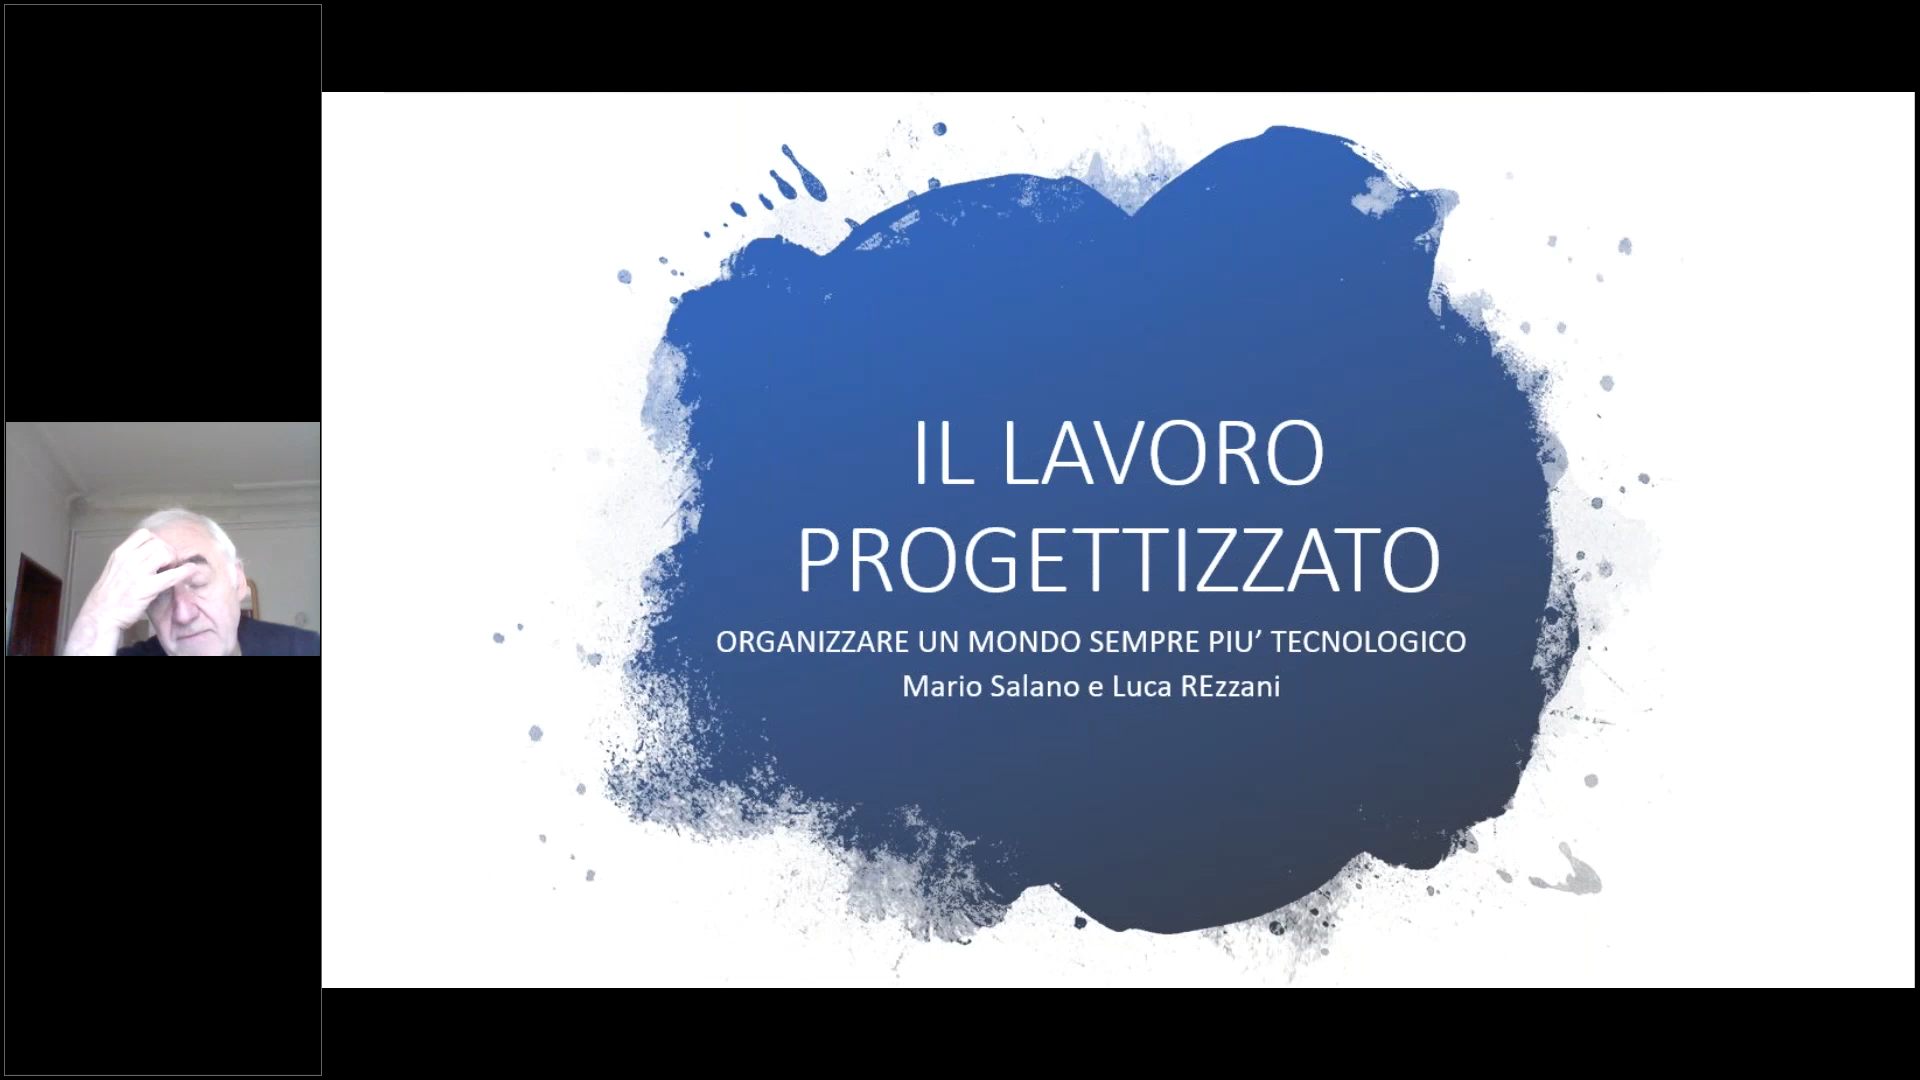 IL LAVORO
PROGETTIZZATO
ORGANIZZARE UN MONDO SEMPRE PIU’ TECNOLOGICO
Mario Salano e Luca REzzani